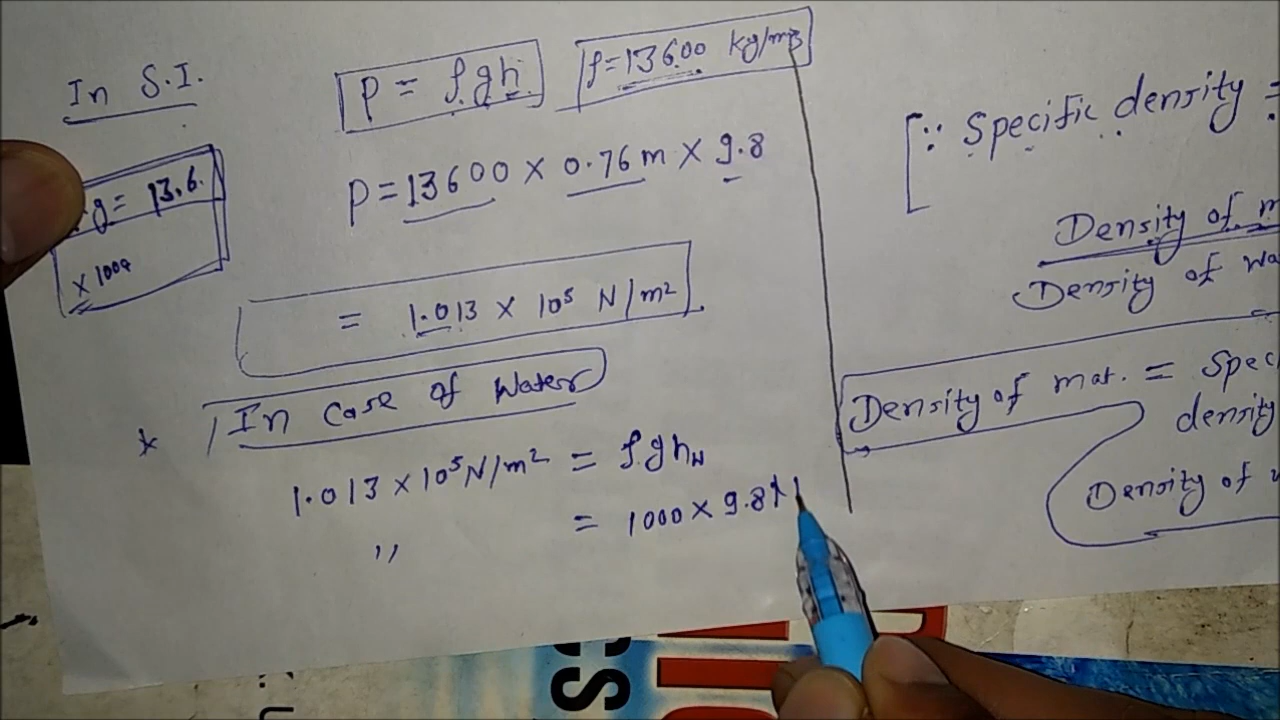 In S.I.
P = ρgh
ρ=13600 kg/m³
g = 13.6.
x 1000
P = 13600 × 0.76 m × 9.8
= 1.013 × 10⁵ N/m²
* In Case of Water
1.013 × 10⁵ N/m² = ρghw
,, = 1000 × 9.8 ×
[∵ Specific density =
Density of m
Density of wa
Density of mat. = Spec
density
Density of